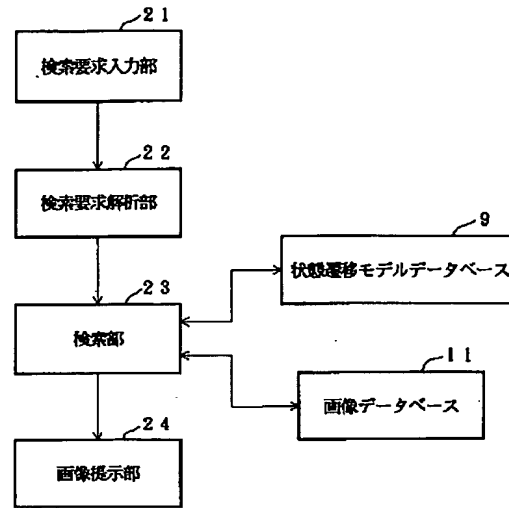 21
検索要求入力部
22
検索要求解析部
9
状態遷移モデルデータベース
23
検索部
11
画像データベース
24
画像提示部